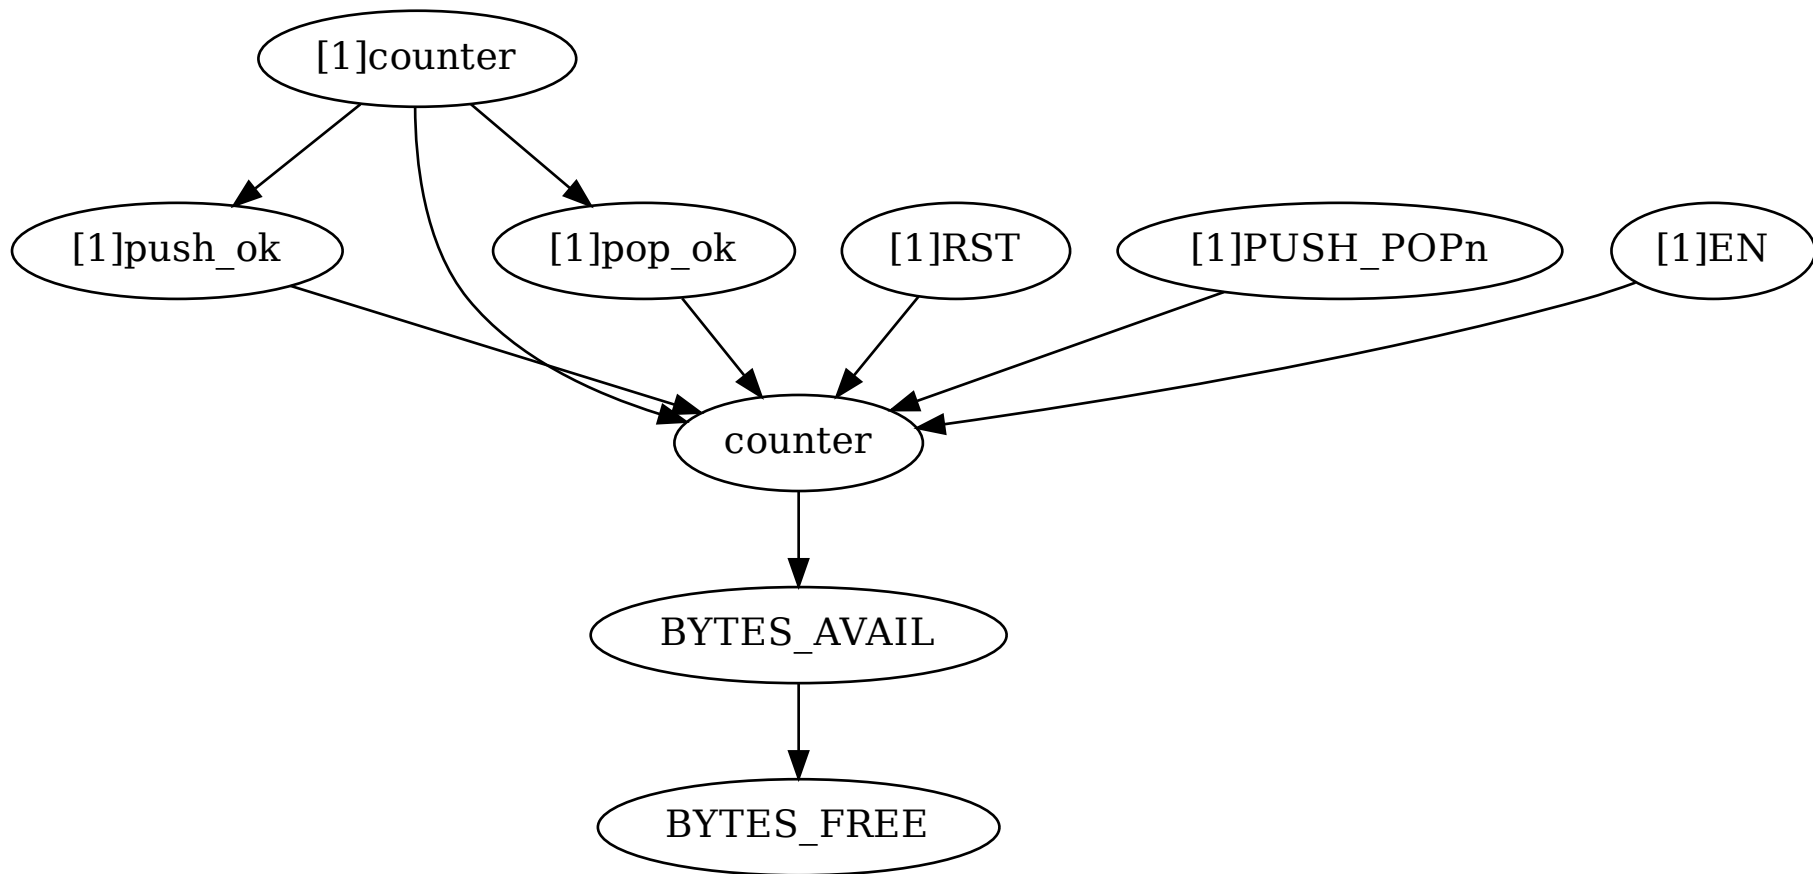 [1]counter
[1]push_ok
[1]pop_ok
[1]RST
[1]PUSH_POPn
[1]EN
counter
BYTES_AVAIL
BYTES_FREE